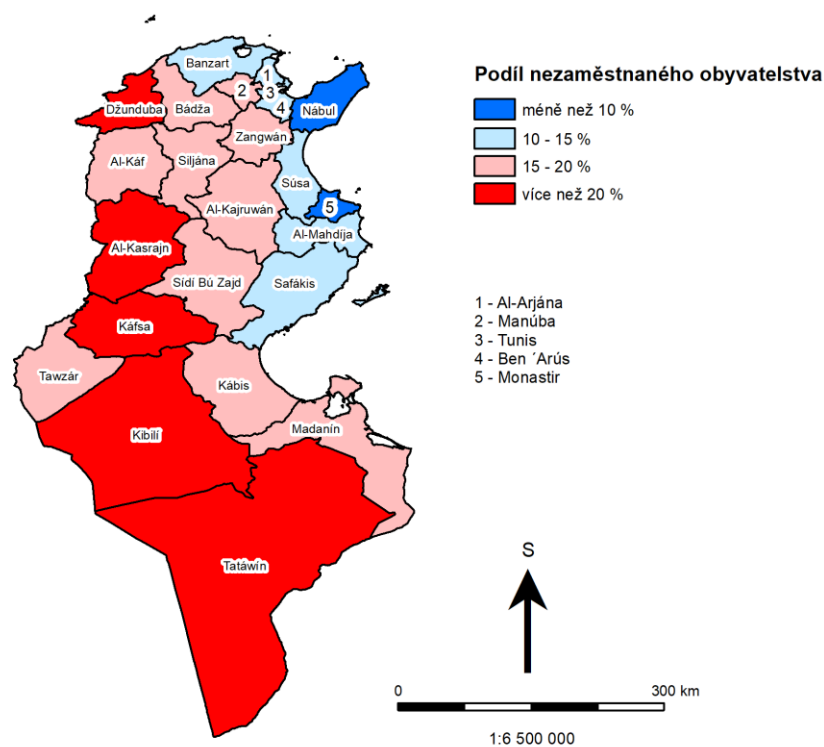 Banzart
1
2
3
4
Džunduba
Bádža
Nábul
Zangwán
Al-Káf
Siljána
Súsa
Al-Kajruwán
5
Al-Mahdíja
Al-Kasrajn
Sídí Bú Zajd
Safákis
Káfsa
Tawzár
Kábis
Madanín
Kibilí
Tatáwín
Podíl nezaměstnaného obyvatelstva
méně než 10 %
10 - 15 %
15 - 20 %
více než 20 %
1 - Al-Arjána
2 - Manúba
3 - Tunis
4 - Ben ´Arús
5 - Monastir
S
0 300 km
1:6 500 000